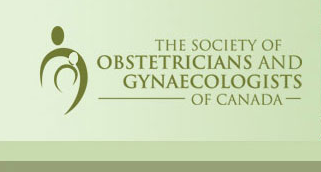 THE SOCIETY OF
OBSTETRICIANS AND
GYNAECOLOGISTS
OF CANADA